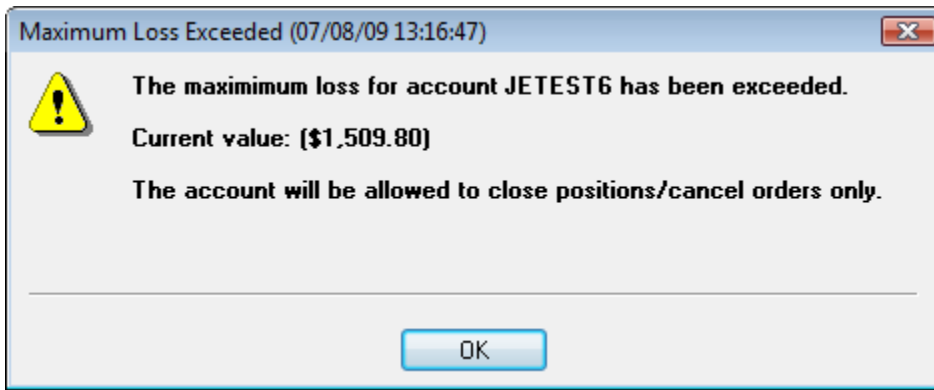 Maximum Loss Exceeded (07/08/09 13:16:47)
The maximimum loss for account JETEST6 has been exceeded.
Current value: ($1,509.80)
The account will be allowed to close positions/cancel orders only.
OK